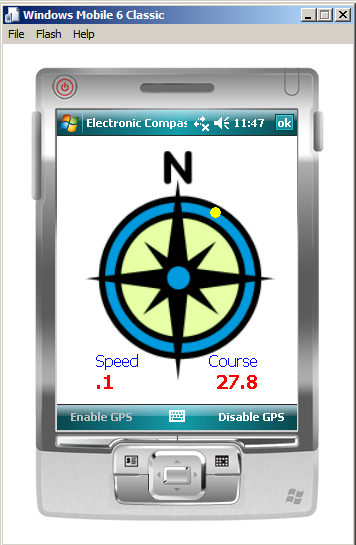 Windows Mobile 6 Classic
File Flash Help
Electronic Compas 11:47 ok
N
Speed Course
.1 27.8
Enable GPS Disable GPS